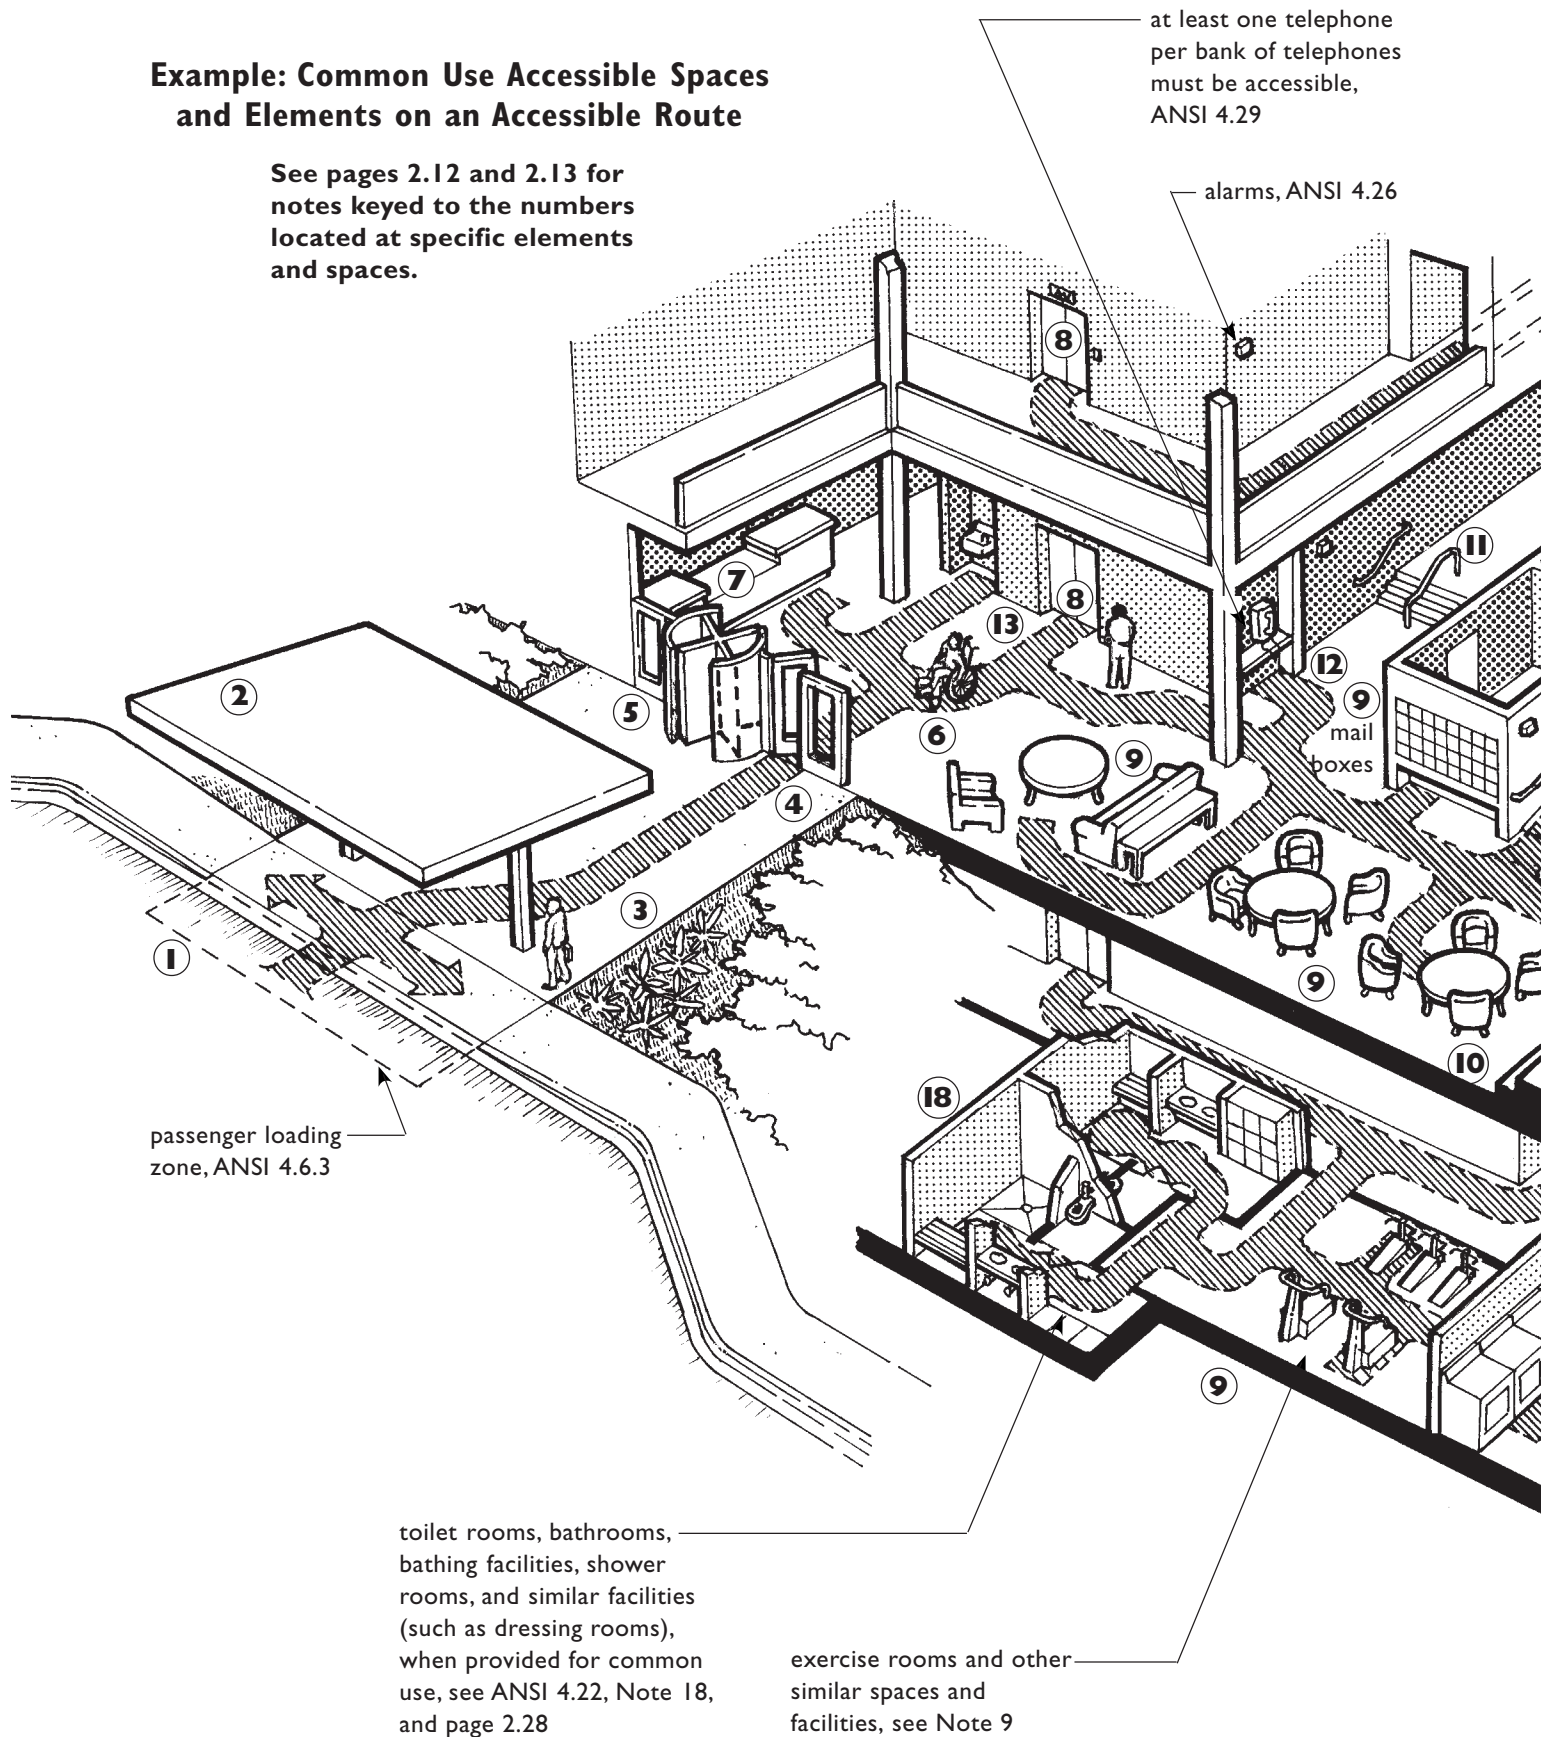 Example: Common Use Accessible Spaces
and Elements on an Accessible Route
See pages 2.12 and 2.13 for
notes keyed to the numbers
located at specific elements
and spaces.
at least one telephone
per bank of telephones
must be accessible,
ANSI 4.29
alarms, ANSI 4.26
8
11
7
8
13
12
2
5
9
mail
boxes
6
9
4
3
1
9
10
18
passenger loading
zone, ANSI 4.6.3
9
toilet rooms, bathrooms,
bathing facilities, shower
rooms, and similar facilities
(such as dressing rooms),
when provided for common
use, see ANSI 4.22, Note 18,
and page 2.28
exercise rooms and other
similar spaces and
facilities, see Note 9